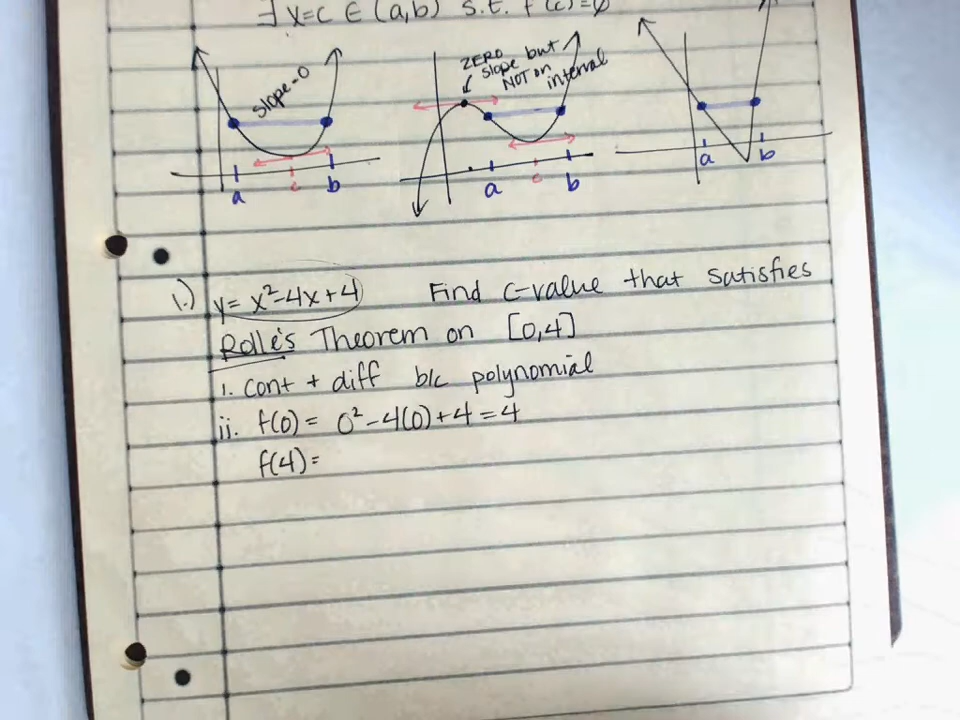 ∃ x=c ∈ (a,b) s.t. f'(c)=0
slope=0
a c b
ZERO
slope but
NOT on
interval
a c b
a b
1.) y= x²-4x+4 Find c-value that satisfies
Rolle's Theorem on [0,4]
i. cont + diff b/c polynomial
ii. f(0) = 0²-4(0)+4=4
f(4)=